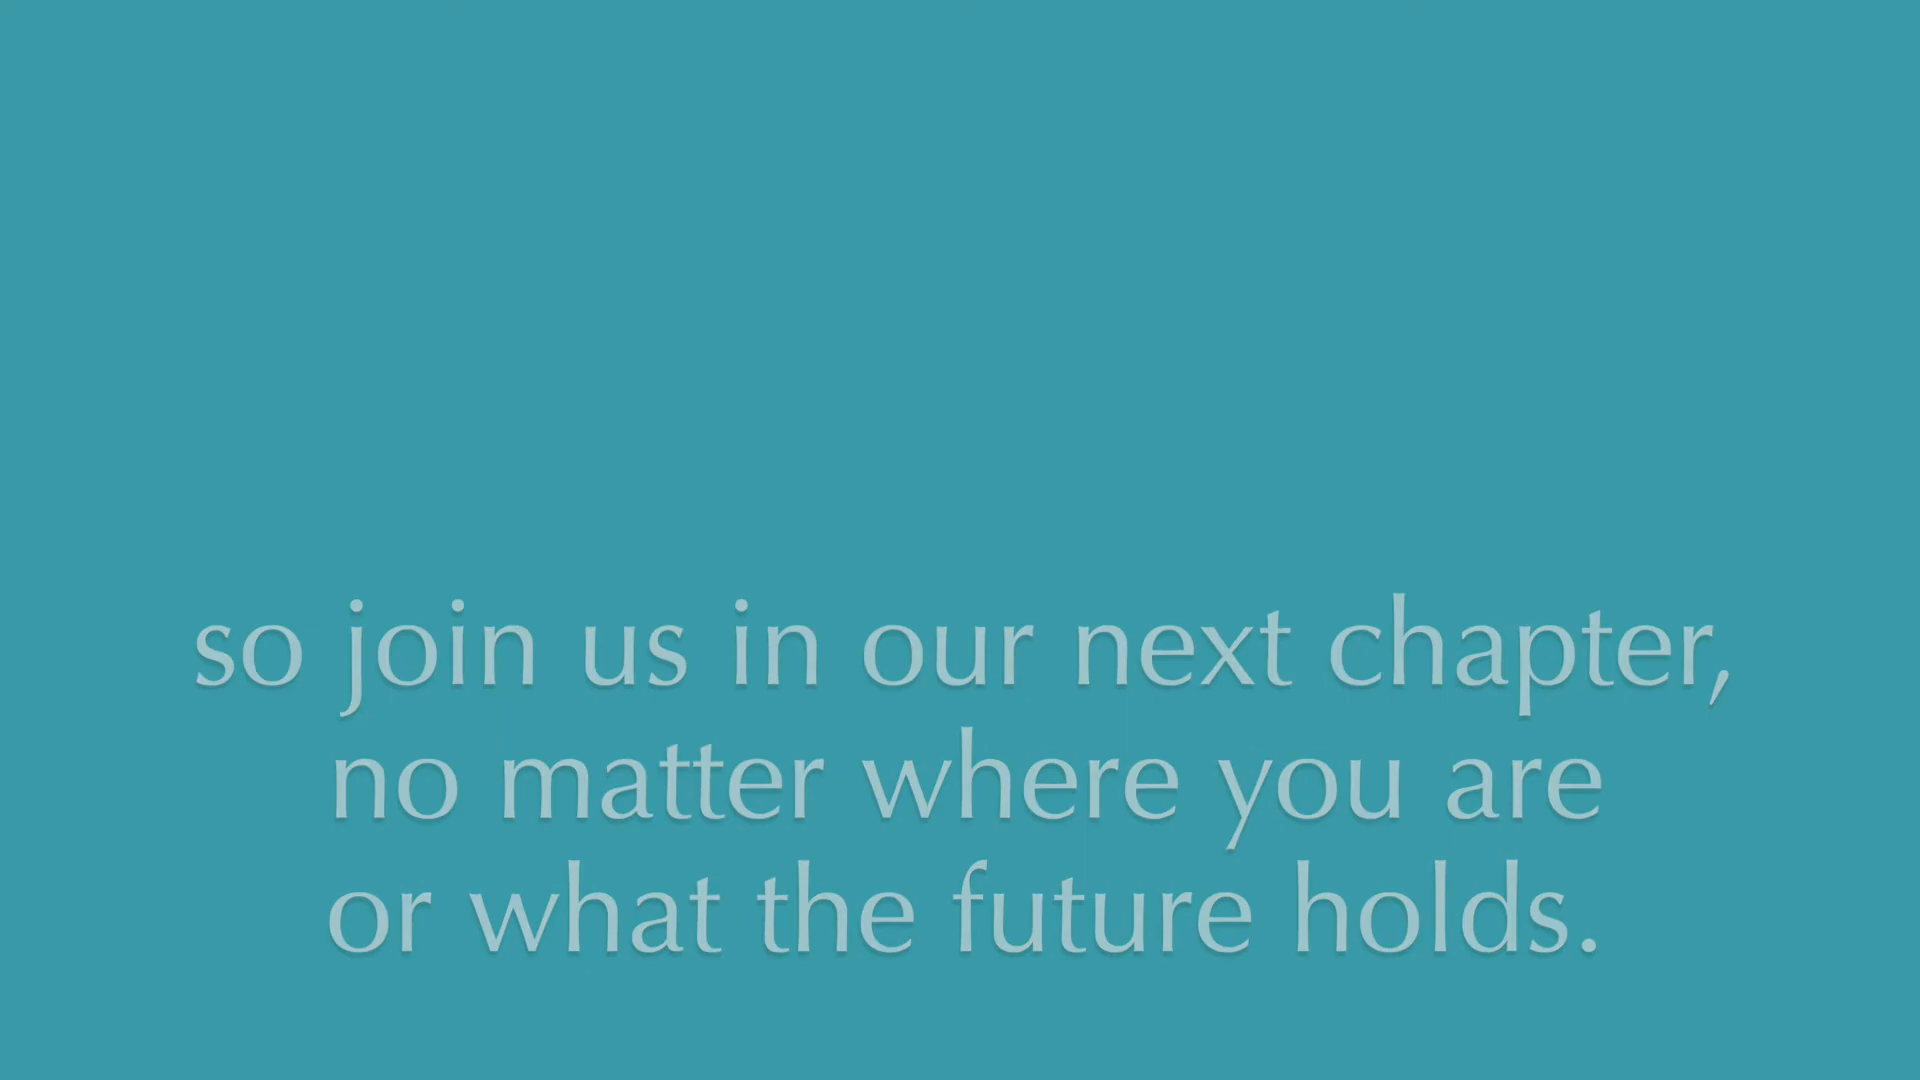 so join us in our next chapter,
no matter where you are
or what the future holds.